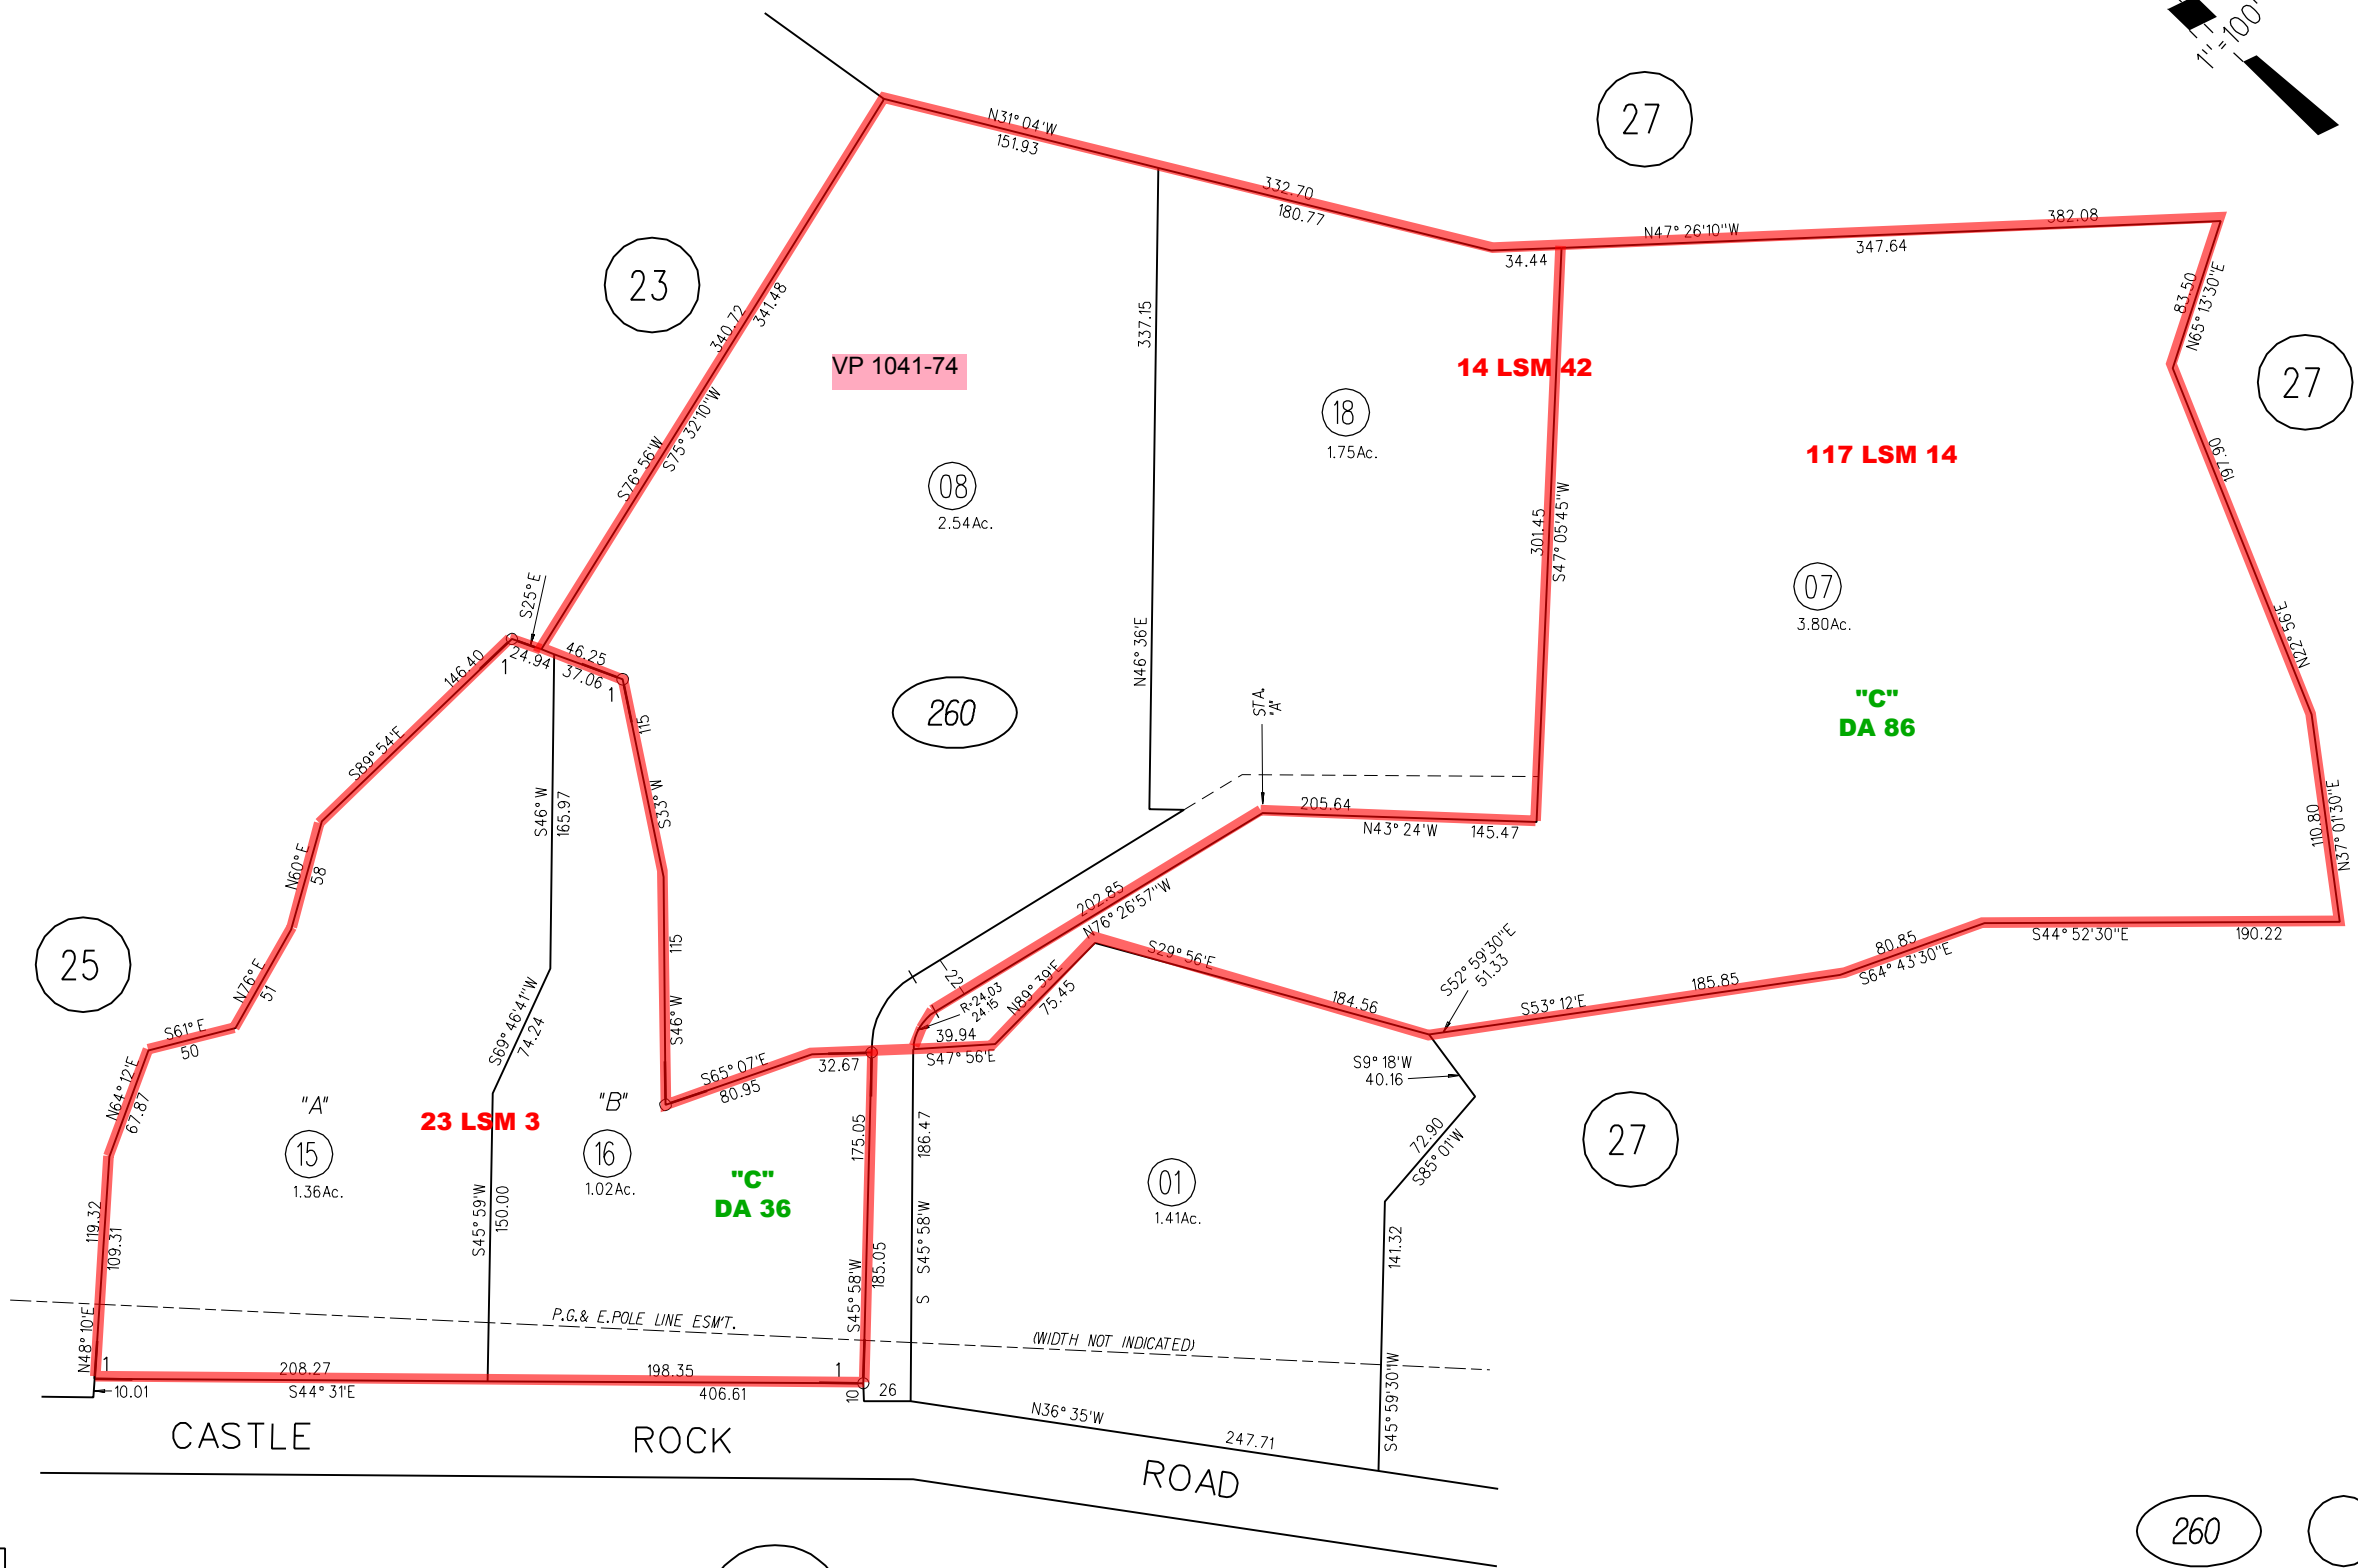 1"=100'
27
N31°04'W
151.93
332.70
180.77
N47°26'10"W
382.08
34.44
347.64
83.50
N65°13'30"E
23
340.72
341.48
337.15
VP 1041-74
14 LSM 42
27
S76°56'W
S75°32'10"W
18
1.75Ac.
117 LSM 14
197.90
08
2.54Ac.
301.45
S47°05'45"W
07
3.80Ac.
S25°E
N46°36'E
N22°56'E
146.40
24.94
46.25
37.06
1
1
260
STA.
"A"
"C"
DA 86
115
S89°54'E
S33°W
S46°W
165.97
205.64
N43°24'W
145.47
110.80
N37°01'30"E
N60°E
58
202.85
N76°26'57"W
25
N76°E
51
115
S29°56'E
S52°59'30"E
51.33
80.85
S64°43'30"E
S44°52'30"E
190.22
22
R=24.03
24.15
N89°39'E
75.45
184.56
S53°12'E
185.85
S61°E
50
S46°W
S69°46'41"W
74.24
39.94
S47°56'E
32.67
S65°07'E
80.95
S9°18'W
40.16
N64°12'E
67.87
"A"
"B"
23 LSM 3
175.05
186.47
72.90
S85°01'W
27
15
1.36Ac.
16
1.02Ac.
"C"
DA 36
01
1.41Ac.
119.32
109.31
S45°59'W
150.00
S45°58'W
185.05
S S45°58'W
141.32
N48°10'E
P.G.& E.POLE LINE ESM'T.
(WIDTH NOT INDICATED)
1
208.27
198.35
1
S45°59'30"W
10.01
S44°31'E
406.61
10
26
N36°35'W
247.71
CASTLE ROCK ROAD
260